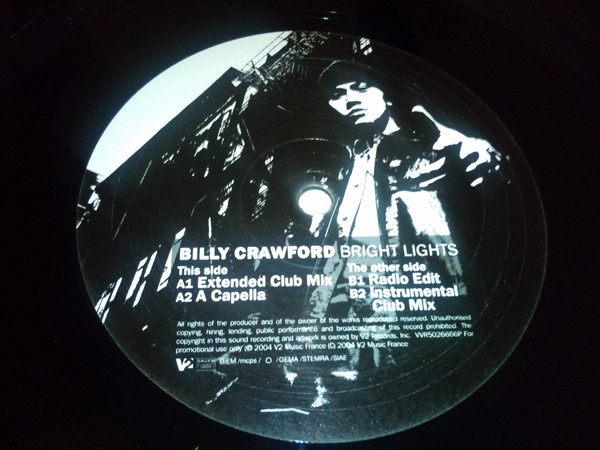 BILLY CRAWFORD BRIGHT LIGHTS
This side
A1 Extended Club Mix
A2 A Capella
The other side
B1 Radio Edit
B2 Instrumental
Club Mix
All rights of the producer and of the owner of the works reproduced reserved. Unauthorised
copying, hiring, lending, public performance and broadcasting of this record prohibited. The
copyright in this sound recording and artwork is owned by V2 Records, Inc. VVR5026666P For
promotional use only ℗ 2004 V2 Music France © 2004 V2 Music France
V2 BIEM /mcps / /GEMA /STEMRA /SIAE